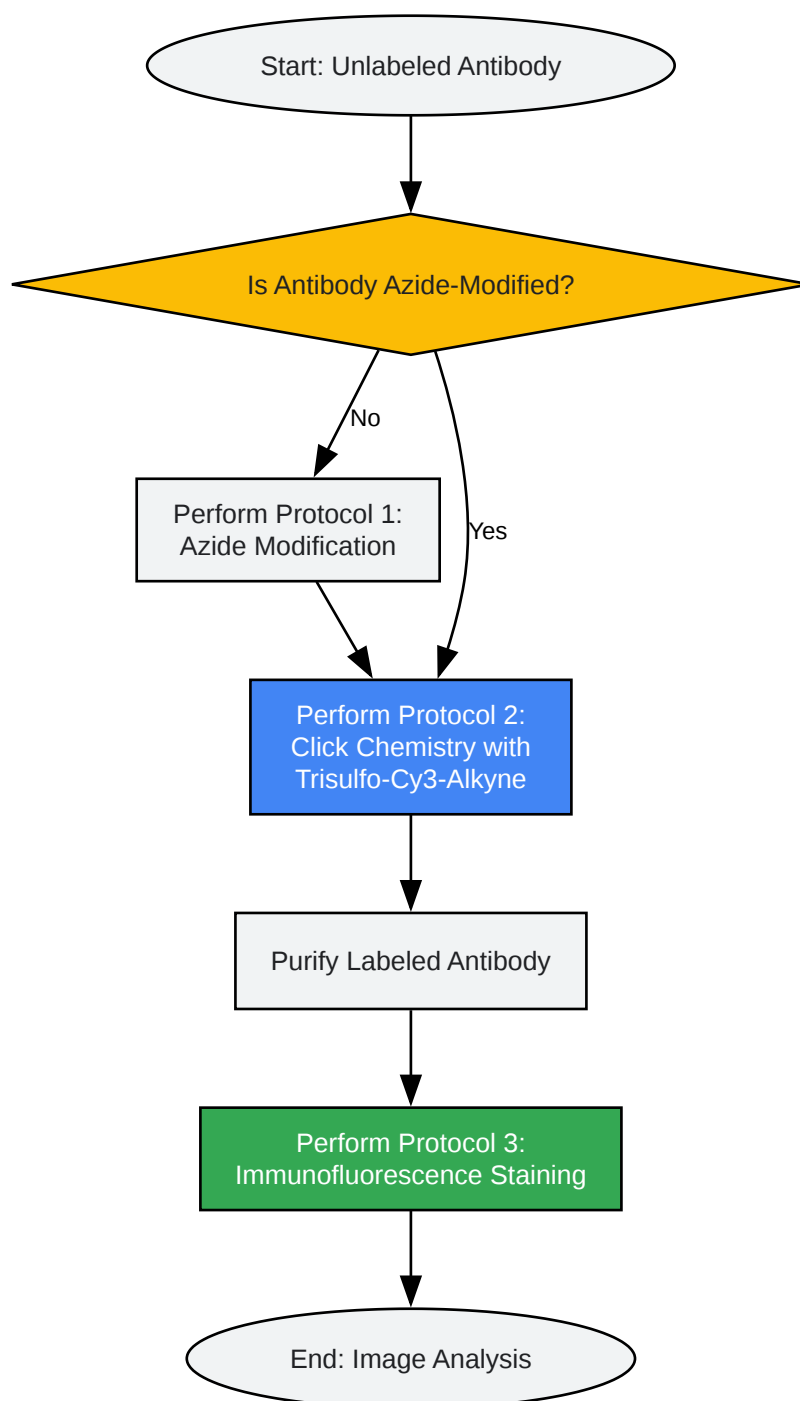 Start: Unlabeled Antibody
Is Antibody Azide-Modified?
No
Perform Protocol 1:
Azide Modification
Yes
Perform Protocol 2:
Click Chemistry with
Trisulfo-Cy3-Alkyne
Purify Labeled Antibody
Perform Protocol 3:
Immunofluorescence Staining
End: Image Analysis